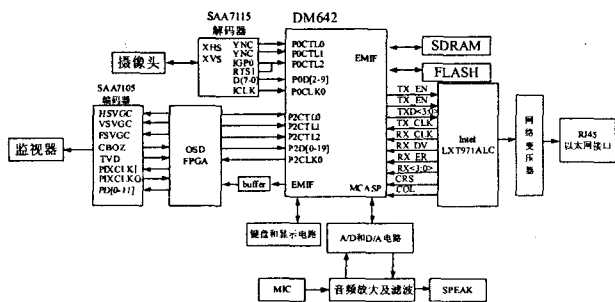 SAA7115
解码器
DM642
XHS
XVS
YNC
YNC
IGP0
RTS1
D(7-0)
ICLK
P0CTL0
P0CTL1
P0CTL2
P0D[2-9]
P0CLK0
EMIF
SDRAM
FLASH
摄像头
SAA7105
编码器
HSVGC
VSVGC
FSVGC
CBOZ
TVD
PIXCLKI
PIXCLKO
PD[0-11]
监视器
OSD
FPGA
P2CTL0
P2CTL1
P2CTL2
P2D[0-19]
P2CLK0
buffer
EMIF
MCASP
TX_EN
TX_EN
TXD<3:0>
TX_CLK
RX_CLK
RX_DV
RX_ER
RX<3:0>
CRS
COL
Intel
LXT971ALC
网络变压器
RJ45
以太网接口
键盘和显示电路
A/D和D/A电路
MIC
音频放大及滤波
SPEAK